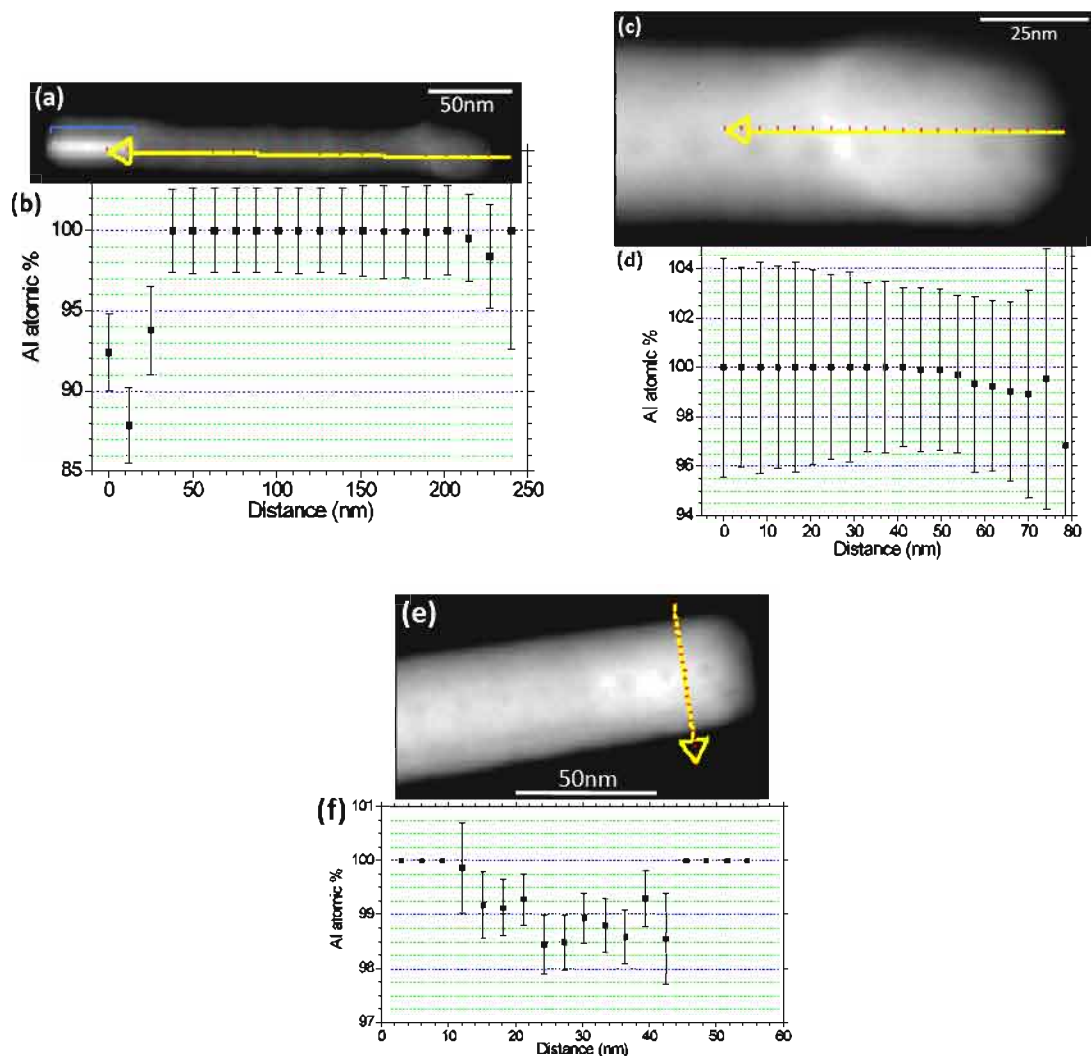 (a)
50nm
(b)
Al atomic %
100
95
90
85
0 50 100 150 200 250
Distance (nm)
(c)
25nm
(d)
Al atomic %
104
102
100
98
96
94
0 10 20 30 40 50 60 70 80
Distance (nm)
(e)
50nm
(f)
Al atomic %
101
100
99
98
97
0 10 20 30 40 50 60
Distance (nm)